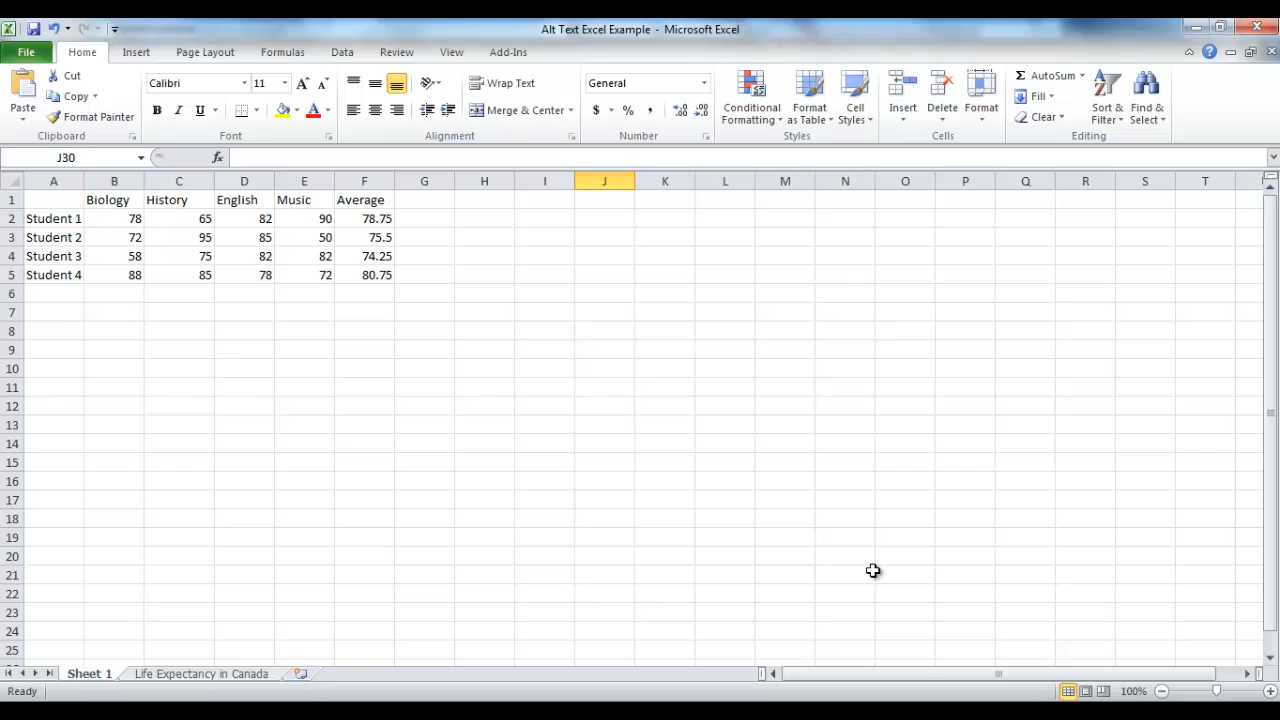 Alt Text Excel Example - Microsoft Excel
File Home Insert Page Layout Formulas Data Review View Add-Ins
Paste
Cut
Copy
Format Painter
Clipboard
Calibri 11
B I U
Font
Wrap Text
Merge & Center
Alignment
General
$ % ,
Number
Conditional Formatting
Format as Table
Cell Styles
Styles
Insert Delete Format
Cells
Σ AutoSum
Fill
Clear
Sort & Filter
Find & Select
Editing
J30 fx
A B C D E F G H I J K L M N O P Q R S T
1 Biology History English Music Average
2 Student 1 78 65 82 90 78.75
3 Student 2 72 95 85 50 75.5
4 Student 3 58 75 82 82 74.25
5 Student 4 88 85 78 72 80.75
6
7
8
9
10
11
12
13
14
15
16
17
18
19
20
21
22
23
24
25
Sheet 1 Life Expectancy in Canada
Ready 100%